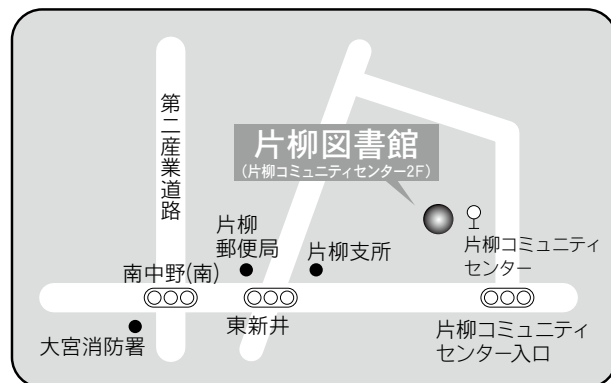 第二産業道路
片柳図書館
(片柳コミュニティセンター2F)
片柳
郵便局
片柳支所
片柳コミュニティ
センター
南中野(南)
東新井
大宮消防署
片柳コミュニティ
センター入口